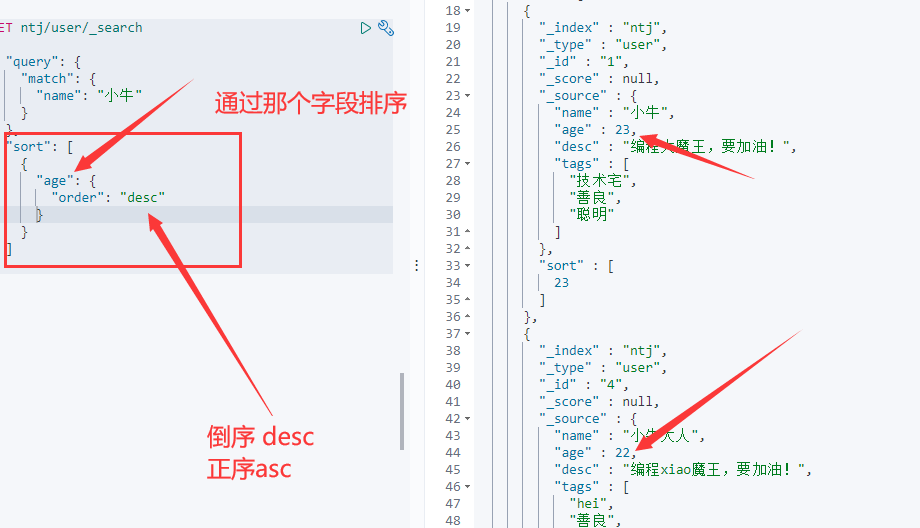 ET ntj/user/_search
"query": {
"match": {
"name": "小牛"
}
},
"sort": [
{
"age": {
"order": "desc"
}
}
]
通过那个字段排序
倒序 desc
正序asc
18 {
19 "_index" : "ntj",
20 "_type" : "user",
21 "_id" : "1",
22 "_score" : null,
23 "_source" : {
24 "name" : "小牛",
25 "age" : 23,
26 "desc" : "编程大魔王，要加油！",
27 "tags" : [
28 "技术宅",
29 "善良",
30 "聪明"
31 ]
32 },
33 "sort" : [
34 23
35 ]
36 },
37 {
38 "_index" : "ntj",
39 "_type" : "user",
40 "_id" : "4",
41 "_score" : null,
42 "_source" : {
43 "name" : "小牛大人",
44 "age" : 22,
45 "desc" : "编程xiao魔王，要加油！",
46 "tags" : [
47 "hei",
48 "善良",